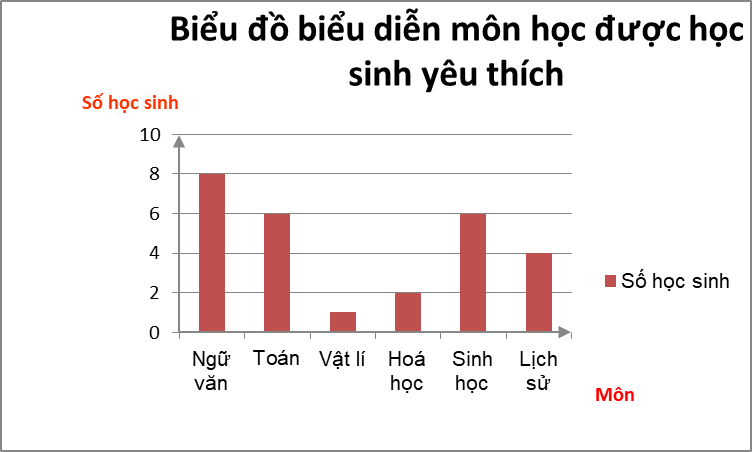 Biểu đồ biểu diễn môn học được học
sinh yêu thích
Số học sinh
10
8
6
4
2
0
Ngữ văn
Toán
Vật lí
Hoá học
Sinh học
Lịch sử
Số học sinh
Môn